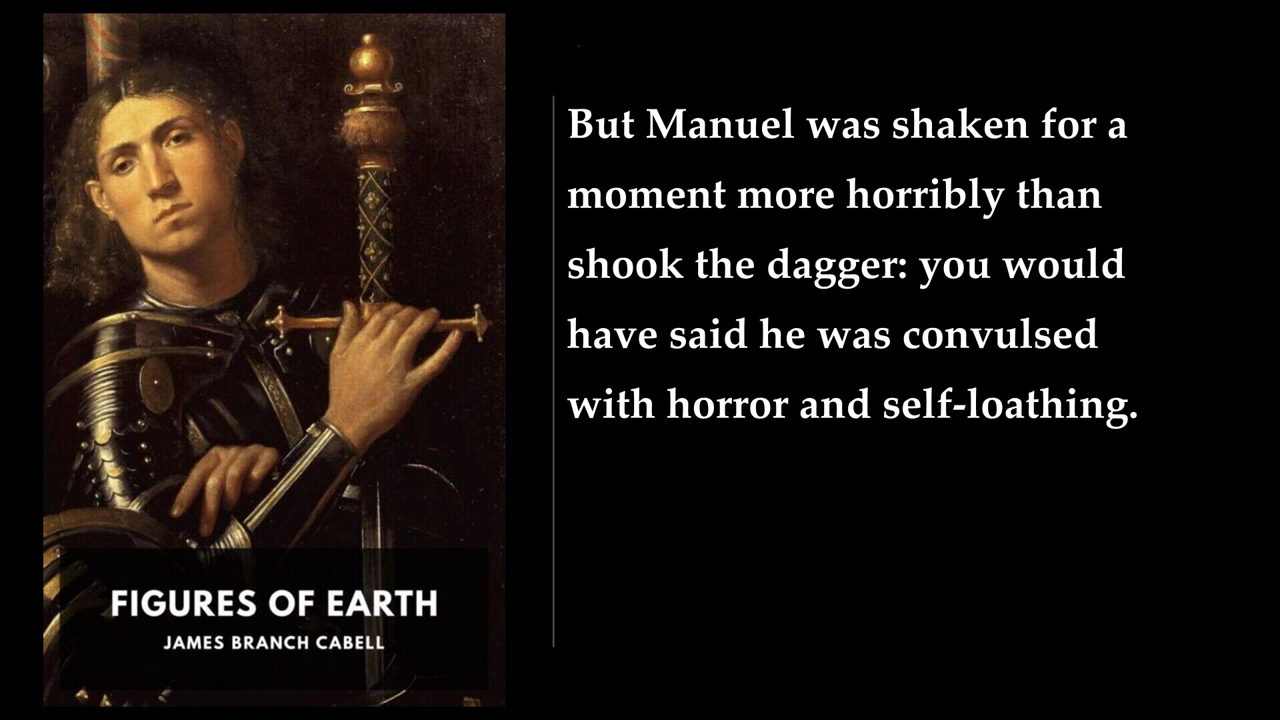 But Manuel was shaken for a
moment more horribly than
shook the dagger: you would
have said he was convulsed
with horror and self-loathing.
FIGURES OF EARTH
JAMES BRANCH CABELL